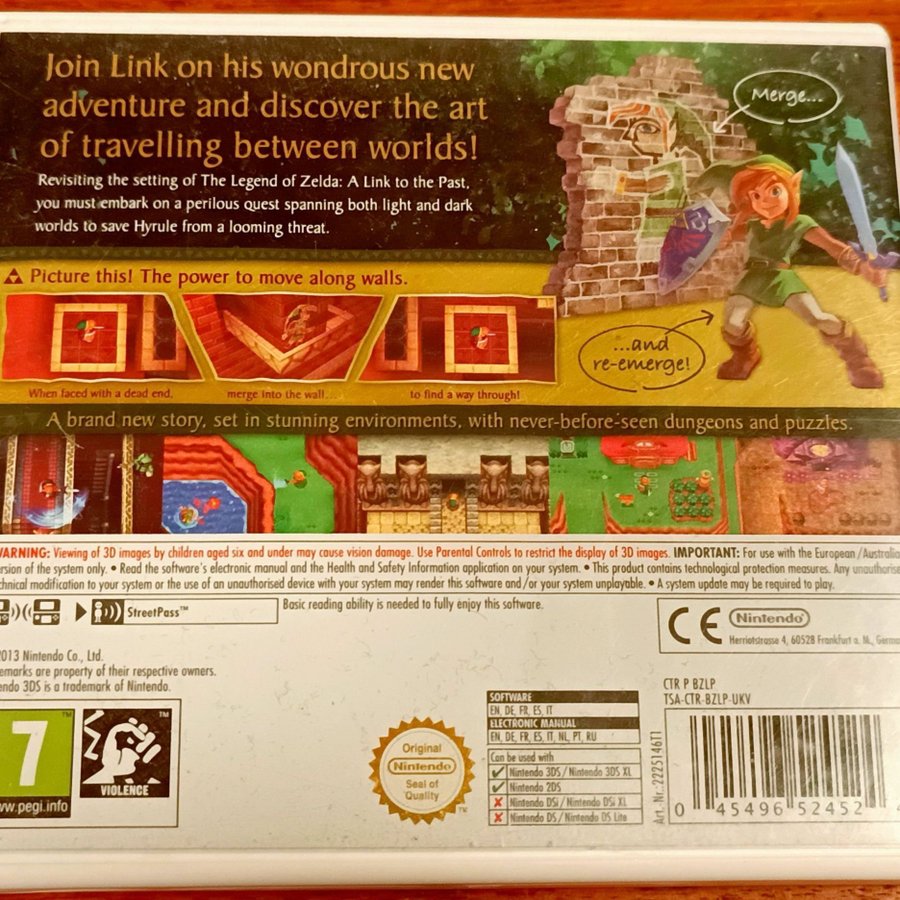 Join Link on his wondrous new
adventure and discover the art
of travelling between worlds!
Revisiting the setting of The Legend of Zelda: A Link to the Past,
you must embark on a perilous quest spanning both light and dark
worlds to save Hyrule from a looming threat.
Merge...
Picture this! The power to move along walls.
...and
re-emerge!
When faced with a dead end,
merge into the wall...
to find a way through!
A brand new story, set in stunning environments, with never-before-seen dungeons and puzzles.
WARNING: Viewing of 3D images by children aged six and under may cause vision damage. Use Parental Controls to restrict the display of 3D images. IMPORTANT: For use with the European/Australia
rsion of the system only. • Read the software's electronic manual and the Health and Safety Information application on your system. • This product contains technological protection measures. Any unauthorise
chnical modification to your system or the use of an unauthorised device with your system may render this software and/or your system unplayable. • A system update may be required to play.
StreetPass™
Basic reading ability is needed to fully enjoy this software.
CE
Nintendo
Herriotstrasse 4, 60528 Frankfurt a. M., Germa
2013 Nintendo Co., Ltd.
emarks are property of their respective owners.
endo 3DS is a trademark of Nintendo.
CTR P BZLP
TSA-CTR-BZLP-UKV
7™
ww.pegi.info
™
VIOLENCE
Original
Nintendo
Seal of
Quality
™
SOFTWARE
EN, DE, FR, ES, IT
ELECTRONIC MANUAL
EN, DE, FR, ES, IT, NL, PT, RU
Can be used with
Nintendo 3DS / Nintendo 3DS XL
Nintendo 2DS
Nintendo DSi / Nintendo DSi XL
Nintendo DS / Nintendo DS Lite
Art.-Nr. 2225146T1
0 45496 52452 4